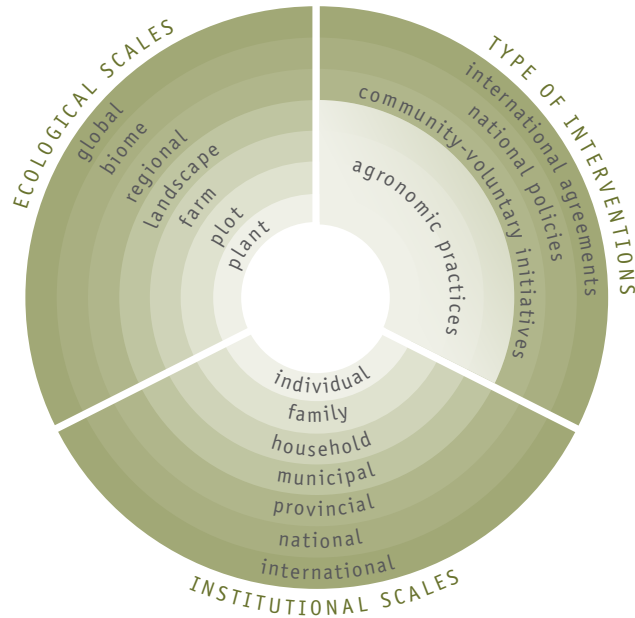 ECOLOGICAL SCALES
global
biome
regional
landscape
farm
plot
plant
TYPE OF INTERVENTIONS
international agreements
national policies
community-voluntary initiatives
agronomic practices
individual
family
household
municipal
provincial
national
international
INSTITUTIONAL SCALES